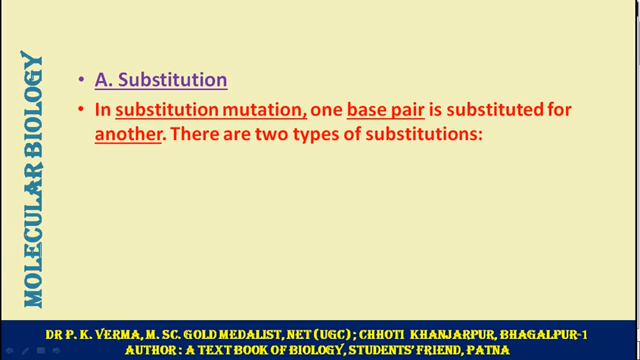 MOLECULAR BIOLOGY
• A. Substitution
• In substitution mutation, one base pair is substituted for
another. There are two types of substitutions:
DR P. K. VERMA, M. SC. GOLD MEDALIST, NET (UGC) ; CHHOTI KHANJARPUR, BHAGALPUR-1
AUTHOR : A TEXT BOOK OF BIOLOGY, STUDENTS' FRIEND, PATNA